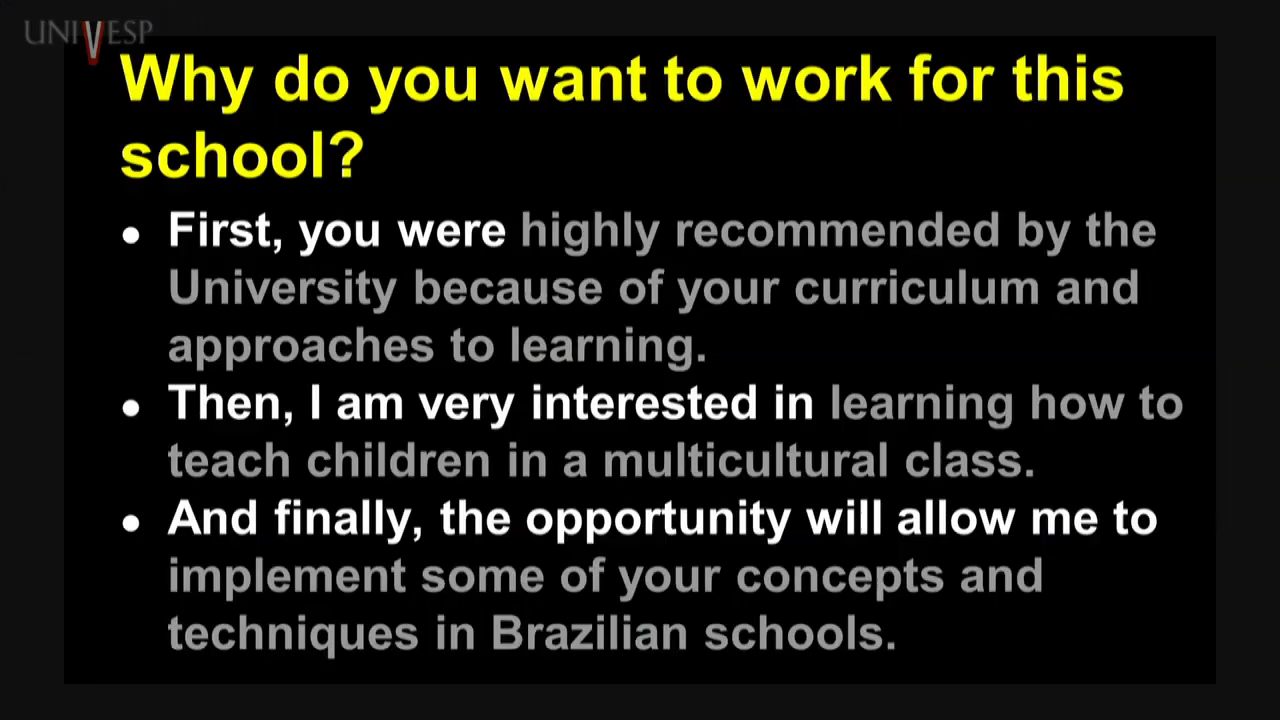 UNIVESP
Why do you want to work for this
school?
• First, you were highly recommended by the
University because of your curriculum and
approaches to learning.
• Then, I am very interested in learning how to
teach children in a multicultural class.
• And finally, the opportunity will allow me to
implement some of your concepts and
techniques in Brazilian schools.